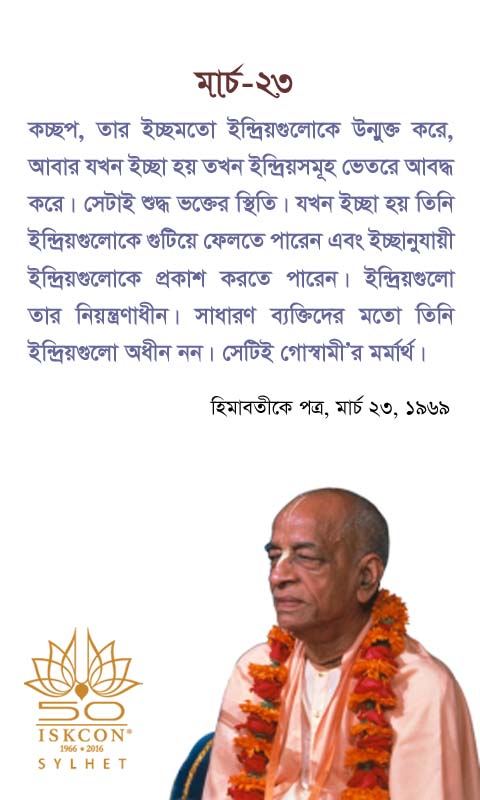 মার্চ-২৩
কচ্ছপ, তার ইচ্ছমতো ইন্দ্রিয়গুলোকে উন্মুক্ত করে,
আবার যখন ইচ্ছা হয় তখন ইন্দ্রিয়সমূহ ভেতরে আবদ্ধ
করে। সেটাই শুদ্ধ ভক্তের স্থিতি। যখন ইচ্ছা হয় তিনি
ইন্দ্রিয়গুলোকে গুটিয়ে ফেলতে পারেন এবং ইচ্ছানুযায়ী
ইন্দ্রিয়গুলোকে প্রকাশ করতে পারেন। ইন্দ্রিয়গুলো
তার নিয়ন্ত্রণাধীন। সাধারণ ব্যক্তিদের মতো তিনি
ইন্দ্রিয়গুলো অধীন নন। সেটিই গোস্বামী'র মর্মার্থ।
হিমাবতীকে পত্র, মার্চ ২৩, ১৯৬৯
50
ISKCON®
1966 • 2016
SYLHET